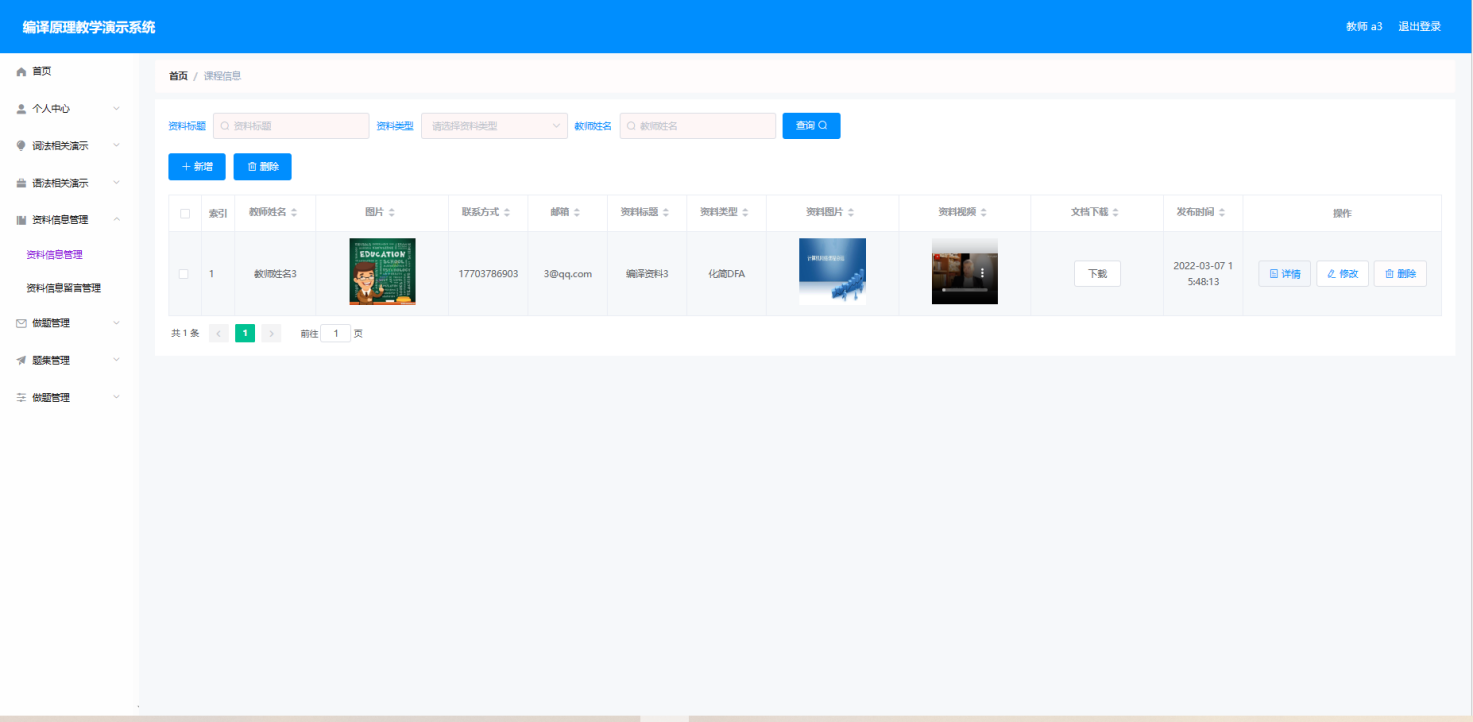 编译原理教学演示系统
教师 a3 退出登录
首页
个人中心
词法相关演示
语法相关演示
资料信息管理
资料信息管理
资料信息留言管理
做题管理
题集管理
做题管理
首页 / 课程信息
资料标题 资料标题 资料类型 请选择资料类型 教师姓名 教师姓名 查询
新增 删除
索引 教师姓名 图片 联系方式 邮箱 资料标题 资料类型 资料图片 资料视频 文档下载 发布时间 操作
EDUCATION
1 教师姓名3 17703786903 3@qq.com 编译资料3 化简DFA 下载 2022-03-07 1
5:48:13 详情 修改 删除
共 1 条 1 前往 1 页